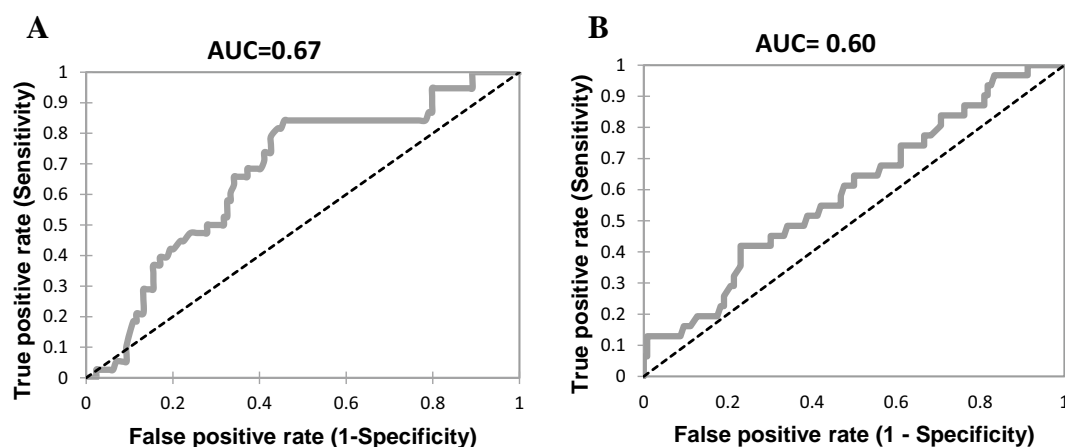 A
AUC=0.67
True positive rate (Sensitivity)
1
0.9
0.8
0.7
0.6
0.5
0.4
0.3
0.2
0.1
0
0 0.2 0.4 0.6 0.8 1
False positive rate (1-Specificity)
B
AUC= 0.60
True positive rate (Sensitivity)
1
0.9
0.8
0.7
0.6
0.5
0.4
0.3
0.2
0.1
0
0 0.2 0.4 0.6 0.8 1
False positive rate (1 - Specificity)